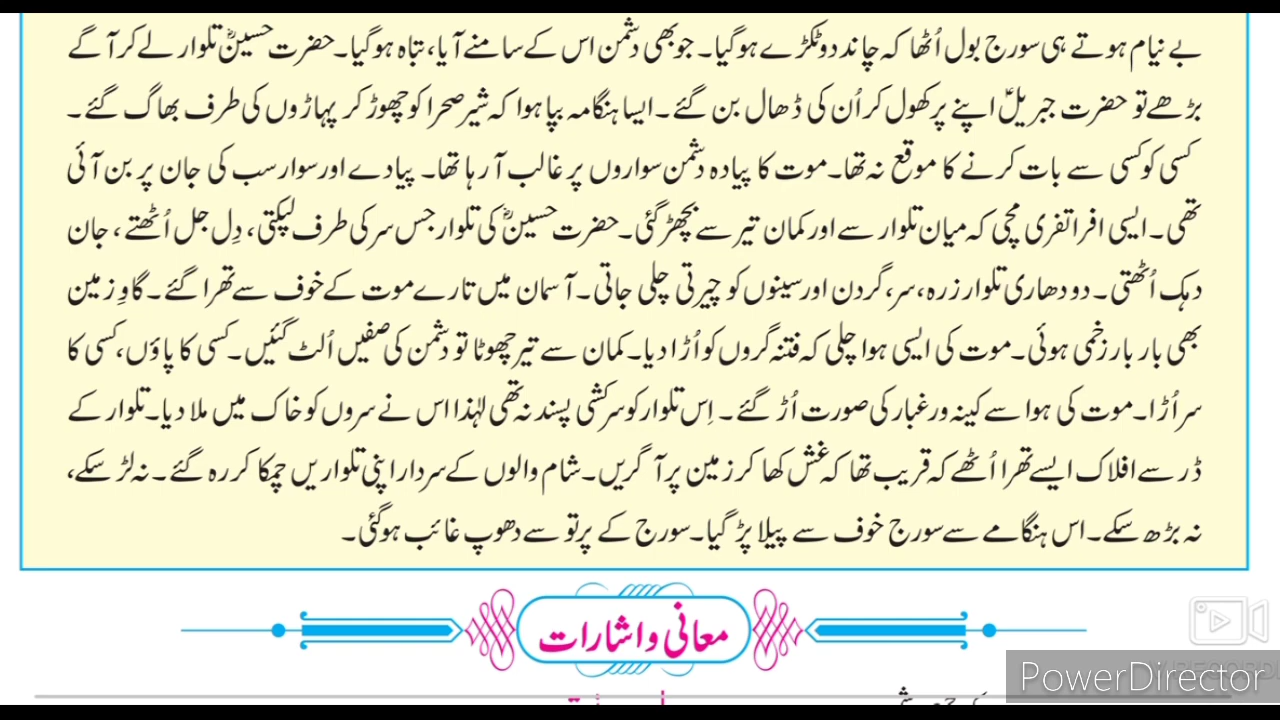 بے نیام ہوتے ہی سورج بول اُٹھا کہ چاند دو ٹکڑے ہوگیا۔ جو بھی دشمن اس کے سامنے آیا، تباہ ہوگیا۔ حضرت حسینؓ تلوار لے کر آگے
بڑھے تو حضرت جبریلؑ اپنے پر کھول کر اُن کی ڈھال بن گئے۔ ایسا ہنگامہ بپا ہوا کہ شیر صحرا کو چھوڑ کر پہاڑوں کی طرف بھاگ گئے۔
کسی کو کسی سے بات کرنے کا موقع نہ تھا۔ موت کا پیادہ دشمن سواروں پر غالب آ رہا تھا۔ پیادے اور سوار سب کی جان پر بن آئی
تھی۔ ایسی افراتفری مچی کہ میان تلوار سے اور کمان تیر سے بچھڑ گئی۔ حضرت حسینؓ کی تلوار جس سر کی طرف لپکتی، دِل جل اُٹھتے، جان
دہک اُٹھتی۔ دو دھاری تلوار زرہ، سر، گردن اور سینوں کو چیرتی چلی جاتی۔ آسمان میں تارے موت کے خوف سے تھرا گئے۔ گاوِ زمین
بھی بار بار زخمی ہوئی۔ موت کی ایسی ہوا چلی کہ فتنہ گروں کو اُڑا دیا۔ کمان سے تیر چھوٹا تو دشمن کی صفیں اُلٹ گئیں۔ کسی کا پاؤں، کسی کا
سر اُڑا۔ موت کی ہوا سے کینہ ور غبار کی صورت اُڑ گئے۔ اِس تلوار کو سرکشی پسند نہ تھی لہٰذا اس نے سروں کو خاک میں ملا دیا۔ تلوار کے
ڈر سے افلاک ایسے تھرا اُٹھے کہ قریب تھا کہ غش کھا کر زمین پر آ گریں۔ شام والوں کے سردار اپنی تلواریں چمکا کر رہ گئے۔ نہ لڑ سکے،
نہ بڑھ سکے۔ اس ہنگامے سے سورج خوف سے پیلا پڑ گیا۔ سورج کے پرتو سے دھوپ غائب ہوگئی۔
معانی و اشارات
PowerDirector